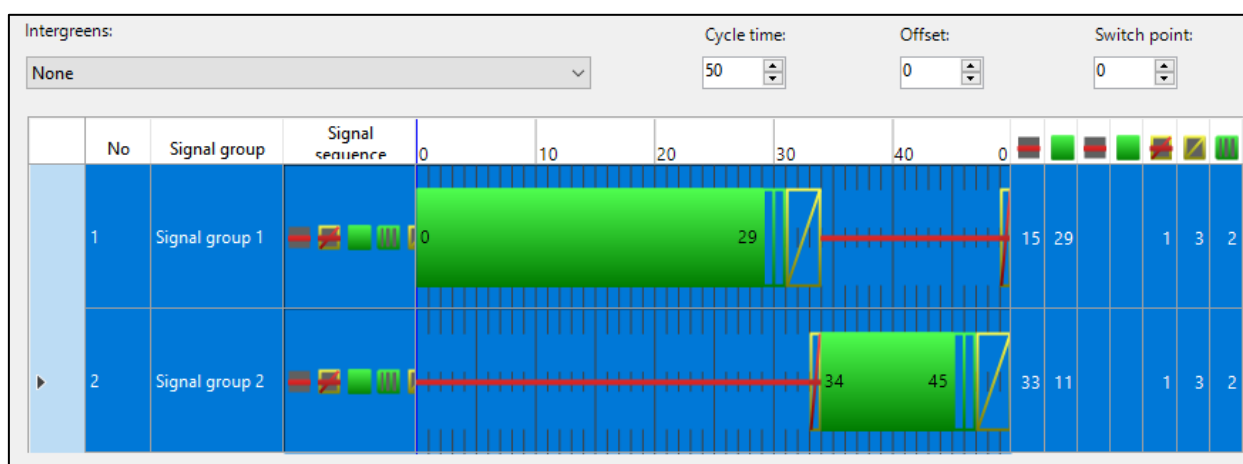 Intergreens: Cycle time: Offset: Switch point:
None 50 0 0
No Signal group Signal sequence 0 10 20 30 40 0
1 Signal group 1 0 29 15 29 1 3 2
2 Signal group 2 34 45 33 11 1 3 2